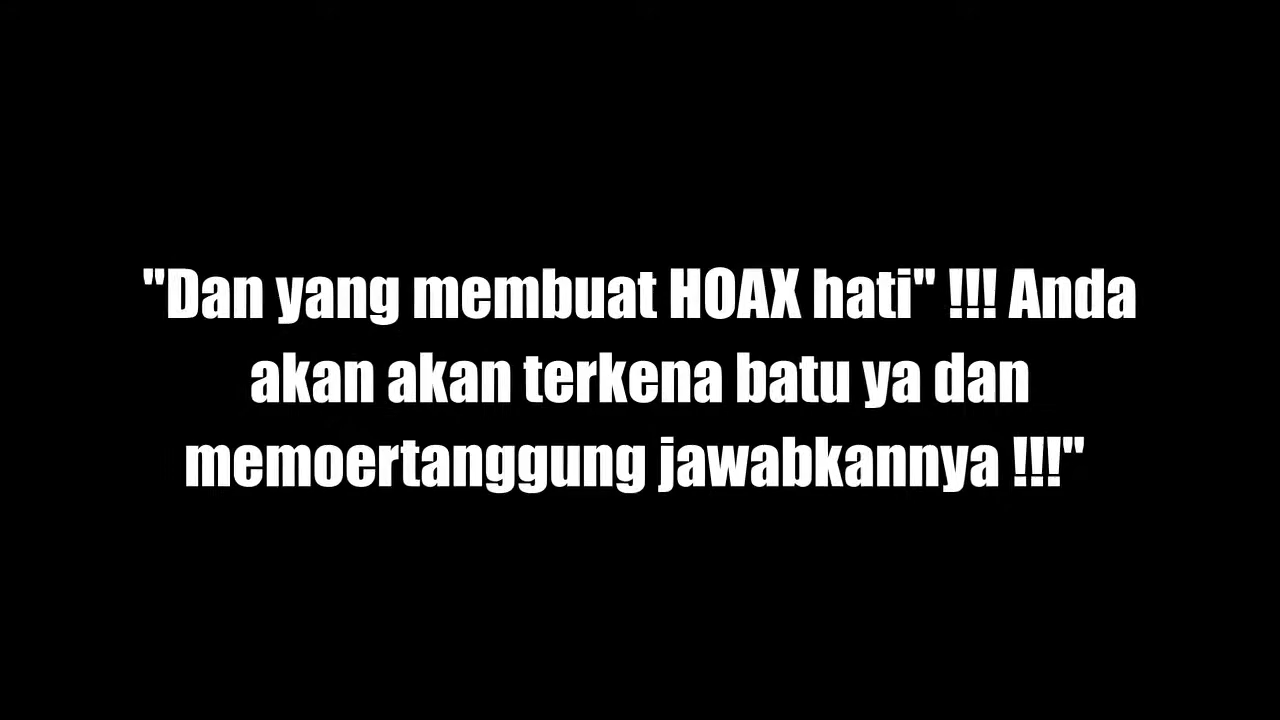 "Dan yang membuat HOAX hati" !!! Anda
akan akan terkena batu ya dan
memoertanggung jawabkannya !!!"